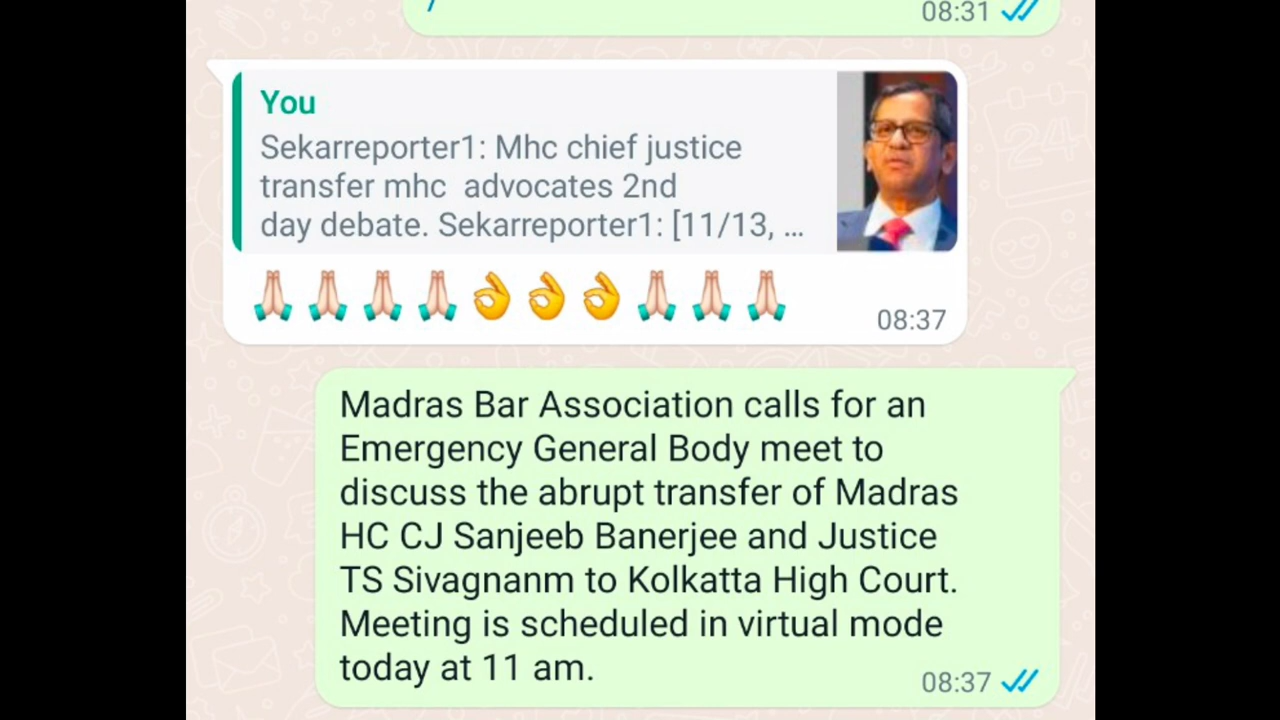 08:31
You
Sekarreporter1: Mhc chief justice
transfer mhc advocates 2nd
day debate. Sekarreporter1: [11/13, ...
🙏🏻🙏🏻🙏🏻🙏🏻👌👌👌🙏🏻🙏🏻🙏🏻
08:37
Madras Bar Association calls for an
Emergency General Body meet to
discuss the abrupt transfer of Madras
HC CJ Sanjeeb Banerjee and Justice
TS Sivagnanm to Kolkatta High Court.
Meeting is scheduled in virtual mode
today at 11 am.
08:37